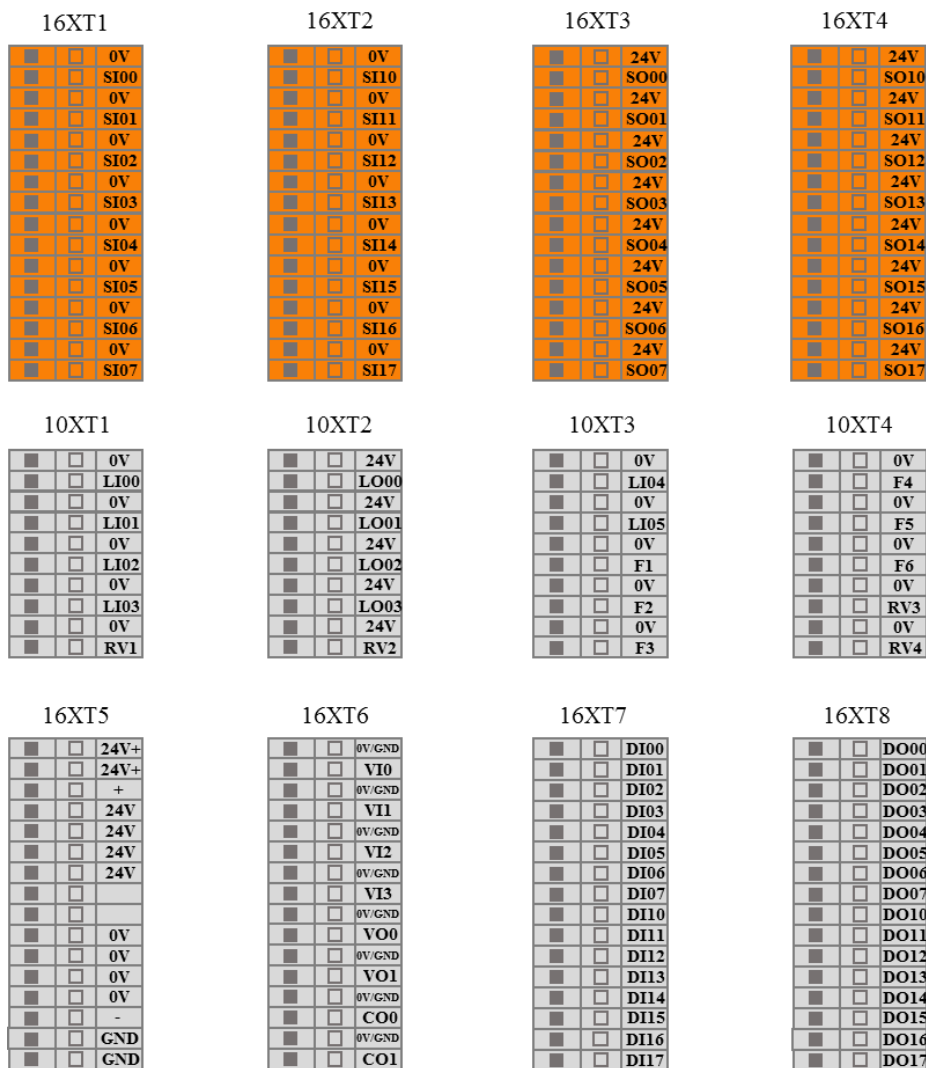 16XT1 16XT2 16XT3 16XT4
0V 0V 24V 24V
SI00 SI10 SO00 SO10
0V 0V 24V 24V
SI01 SI11 SO01 SO11
0V 0V 24V 24V
SI02 SI12 SO02 SO12
0V 0V 24V 24V
SI03 SI13 SO03 SO13
0V 0V 24V 24V
SI04 SI14 SO04 SO14
0V 0V 24V 24V
SI05 SI15 SO05 SO15
0V 0V 24V 24V
SI06 SI16 SO06 SO16
0V 0V 24V 24V
SI07 SI17 SO07 SO17
10XT1 10XT2 10XT3 10XT4
0V 24V 0V 0V
LI00 LO00 LI04 F4
0V 24V 0V 0V
LI01 LO01 LI05 F5
0V 24V 0V 0V
LI02 LO02 F1 F6
0V 24V 0V 0V
LI03 LO03 F2 RV3
0V 24V 0V 0V
RV1 RV2 F3 RV4
16XT5 16XT6 16XT7 16XT8
24V+ 0V/GND DI00 DO00
24V+ VI0 DI01 DO01
+ 0V/GND DI02 DO02
24V VI1 DI03 DO03
24V 0V/GND DI04 DO04
24V VI2 DI05 DO05
24V 0V/GND DI06 DO06
VI3 DI07 DO07
0V/GND DI10 DO10
0V VO0 DI11 DO11
0V 0V/GND DI12 DO12
0V VO1 DI13 DO13
0V 0V/GND DI14 DO14
- CO0 DI15 DO15
GND 0V/GND DI16 DO16
GND CO1 DI17 DO17